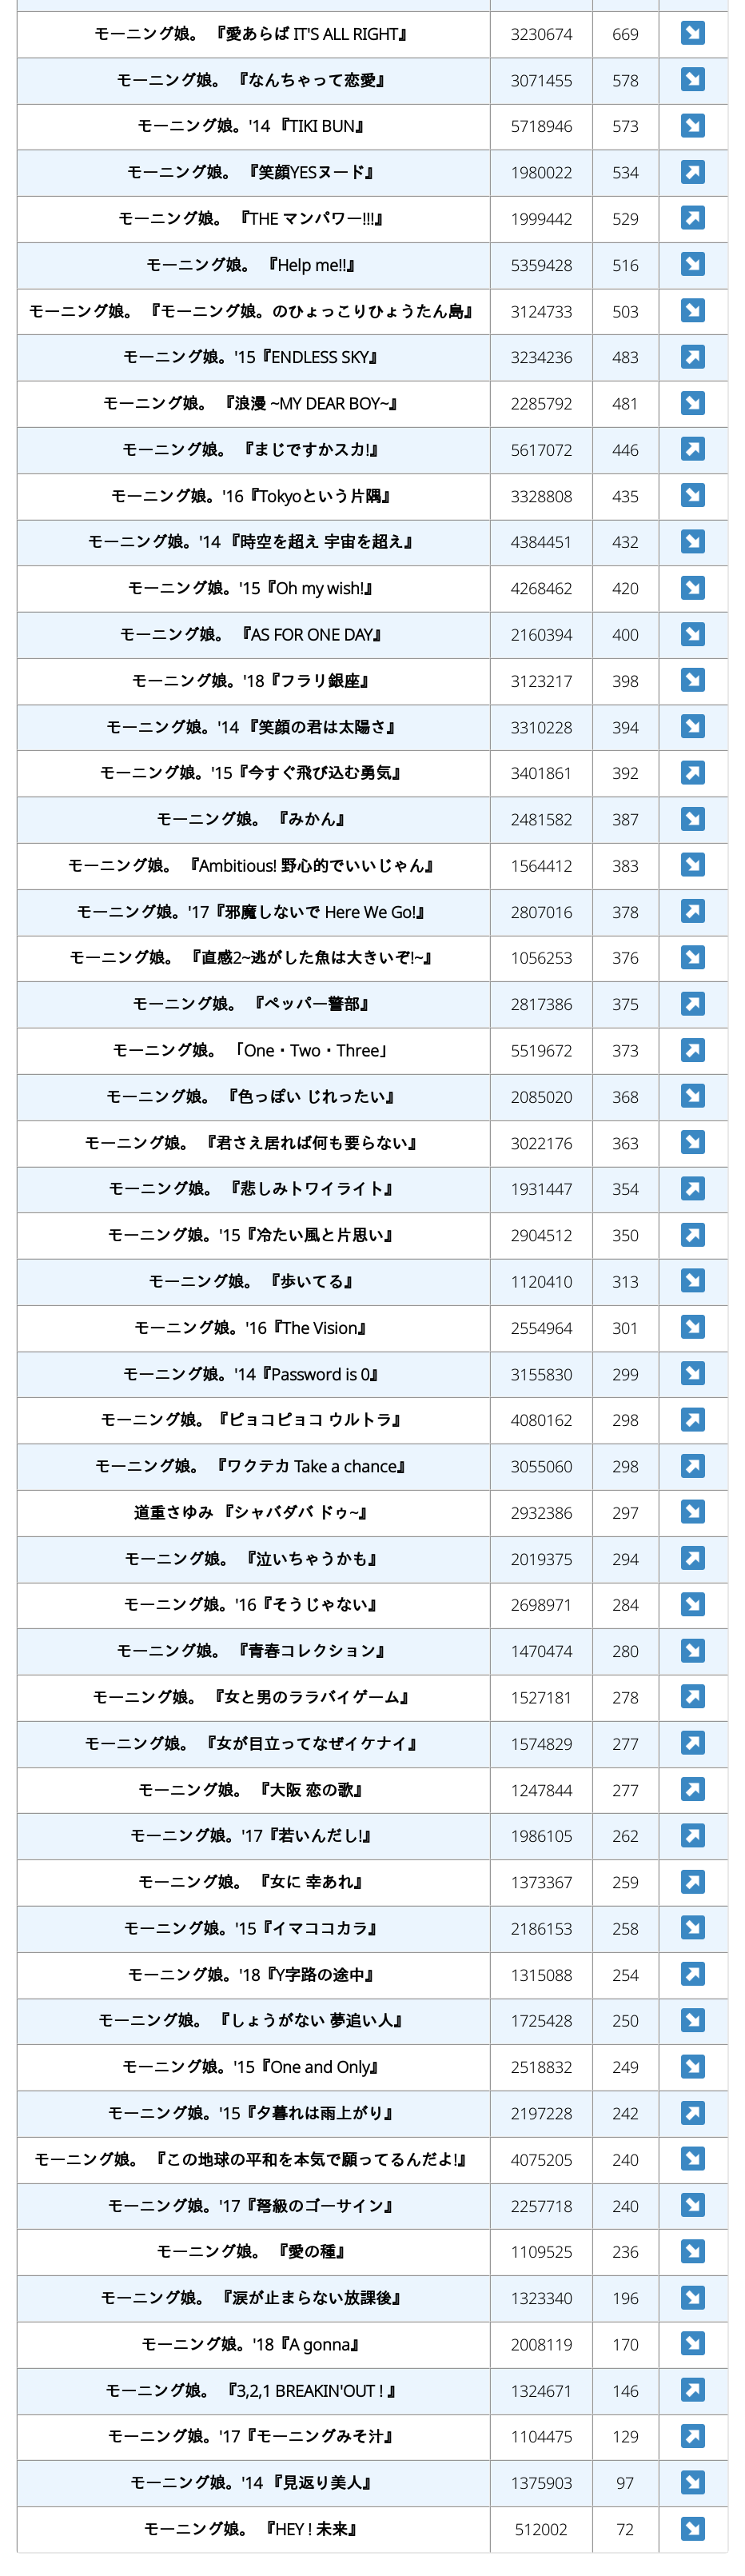 モーニング娘。 『愛あらば IT'S ALL RIGHT』 3230674 669 ↘
モーニング娘。 『なんちゃって恋愛』 3071455 578 ↘
モーニング娘。'14 『TIKI BUN』 5718946 573 ↘
モーニング娘。 『笑顔YESヌード』 1980022 534 ↗
モーニング娘。 『THE マンパワー!!!』 1999442 529 ↗
モーニング娘。 『Help me!!』 5359428 516 ↘
モーニング娘。 『モーニング娘。のひょっこりひょうたん島』 3124733 503 ↘
モーニング娘。'15『ENDLESS SKY』 3234236 483 ↗
モーニング娘。 『浪漫 ~MY DEAR BOY~』 2285792 481 ↘
モーニング娘。 『まじですかスカ!』 5617072 446 ↗
モーニング娘。'16『Tokyoという片隅』 3328808 435 ↘
モーニング娘。'14 『時空を超え 宇宙を超え』 4384451 432 ↘
モーニング娘。'15『Oh my wish!』 4268462 420 ↘
モーニング娘。 『AS FOR ONE DAY』 2160394 400 ↘
モーニング娘。'18『フラリ銀座』 3123217 398 ↘
モーニング娘。'14 『笑顔の君は太陽さ』 3310228 394 ↘
モーニング娘。'15『今すぐ飛び込む勇気』 3401861 392 ↗
モーニング娘。 『みかん』 2481582 387 ↘
モーニング娘。 『Ambitious! 野心的でいいじゃん』 1564412 383 ↘
モーニング娘。'17『邪魔しないで Here We Go!』 2807016 378 ↗
モーニング娘。 『直感2~逃がした魚は大きいぞ!~』 1056253 376 ↘
モーニング娘。 『ペッパー警部』 2817386 375 ↗
モーニング娘。 「One・Two・Three」 5519672 373 ↗
モーニング娘。 『色っぽい じれったい』 2085020 368 ↘
モーニング娘。 『君さえ居れば何も要らない』 3022176 363 ↘
モーニング娘。 『悲しみトワイライト』 1931447 354 ↗
モーニング娘。'15『冷たい風と片思い』 2904512 350 ↗
モーニング娘。 『歩いてる』 1120410 313 ↘
モーニング娘。'16『The Vision』 2554964 301 ↘
モーニング娘。'14『Password is 0』 3155830 299 ↘
モーニング娘。『ピョコピョコ ウルトラ』 4080162 298 ↗
モーニング娘。 『ワクテカ Take a chance』 3055060 298 ↗
道重さゆみ 『シャバダバ ドゥ~』 2932386 297 ↘
モーニング娘。 『泣いちゃうかも』 2019375 294 ↗
モーニング娘。'16『そうじゃない』 2698971 284 ↘
モーニング娘。 『青春コレクション』 1470474 280 ↘
モーニング娘。 『女と男のララバイゲーム』 1527181 278 ↗
モーニング娘。 『女が目立ってなぜイケナイ』 1574829 277 ↗
モーニング娘。 『大阪 恋の歌』 1247844 277 ↗
モーニング娘。'17『若いんだし!』 1986105 262 ↗
モーニング娘。 『女に 幸あれ』 1373367 259 ↗
モーニング娘。'15『イマココカラ』 2186153 258 ↘
モーニング娘。'18『Y字路の途中』 1315088 254 ↗
モーニング娘。 『しょうがない 夢追い人』 1725428 250 ↘
モーニング娘。'15『One and Only』 2518832 249 ↘
モーニング娘。'15『夕暮れは雨上がり』 2197228 242 ↗
モーニング娘。 『この地球の平和を本気で願ってるんだよ!』 4075205 240 ↘
モーニング娘。'17『弩級のゴーサイン』 2257718 240 ↘
モーニング娘。 『愛の種』 1109525 236 ↘
モーニング娘。 『涙が止まらない放課後』 1323340 196 ↘
モーニング娘。'18『A gonna』 2008119 170 ↘
モーニング娘。 『3,2,1 BREAKIN'OUT ! 』 1324671 146 ↗
モーニング娘。'17『モーニングみそ汁』 1104475 129 ↗
モーニング娘。'14 『見返り美人』 1375903 97 ↘
モーニング娘。 『HEY ! 未来』 512002 72 ↘